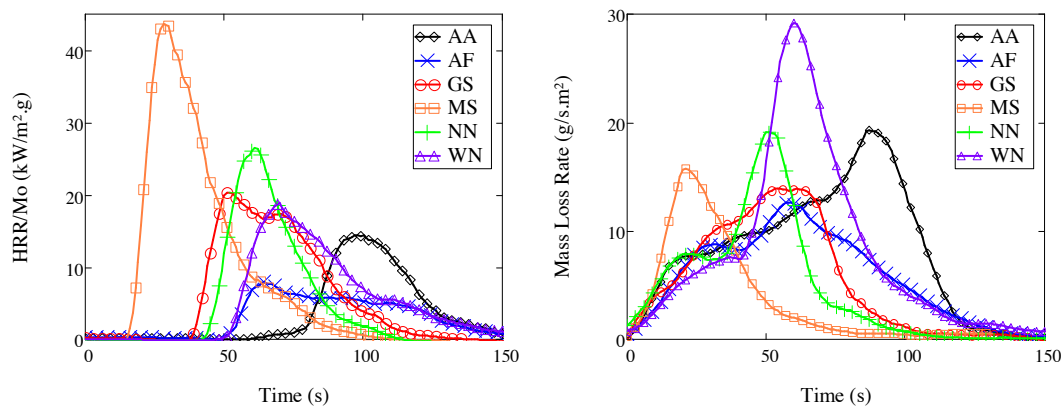 40
30
20
10
0
0
50
100
150
HRR/Mo (kW/m².g)
Time (s)
AA
AF
GS
MS
NN
WN
30
20
10
0
0
50
100
150
Mass Loss Rate (g/s.m²)
Time (s)
AA
AF
GS
MS
NN
WN